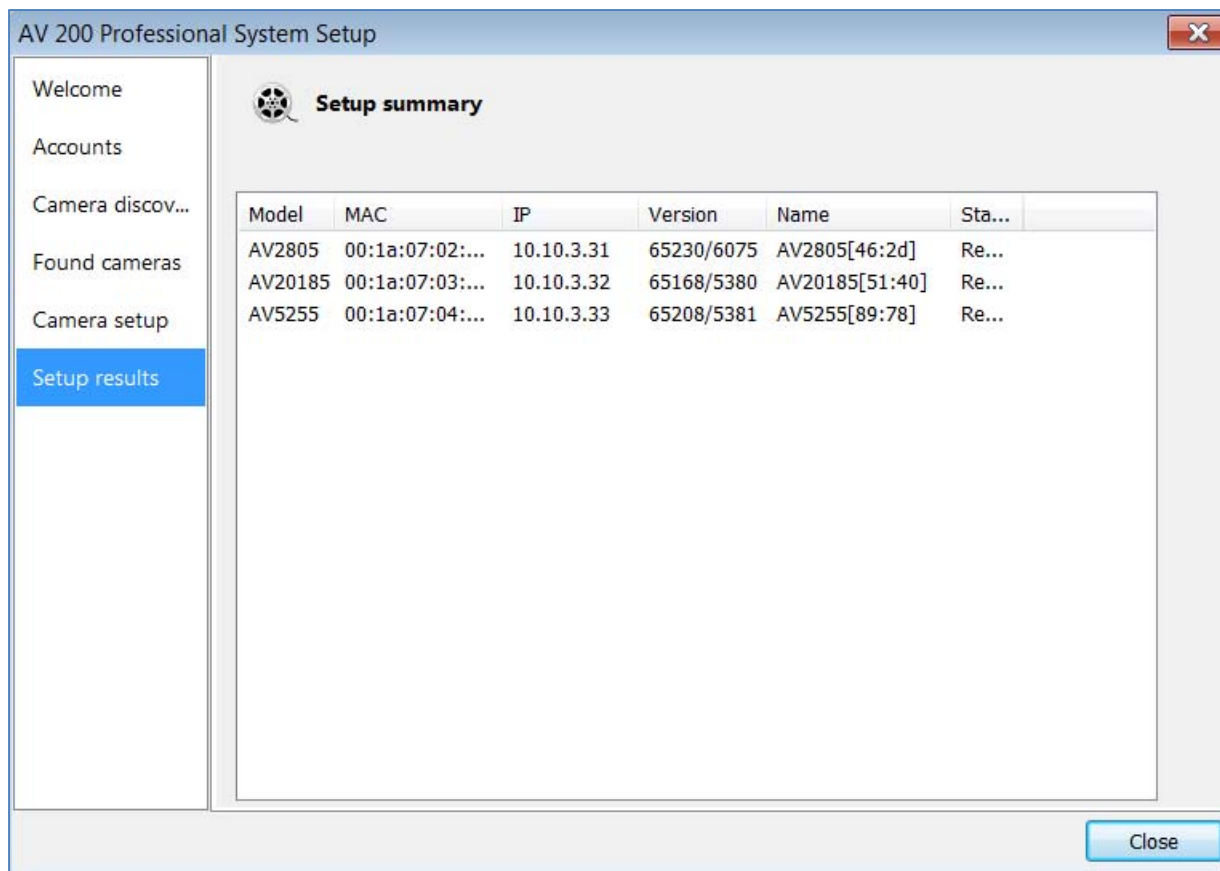 AV 200 Professional System Setup
Welcome
Accounts
Camera discov...
Found cameras
Camera setup
Setup results
Setup summary
Model MAC IP Version Name Sta...
AV2805 00:1a:07:02:... 10.10.3.31 65230/6075 AV2805[46:2d] Re...
AV20185 00:1a:07:03:... 10.10.3.32 65168/5380 AV20185[51:40] Re...
AV5255 00:1a:07:04:... 10.10.3.33 65208/5381 AV5255[89:78] Re...
Close